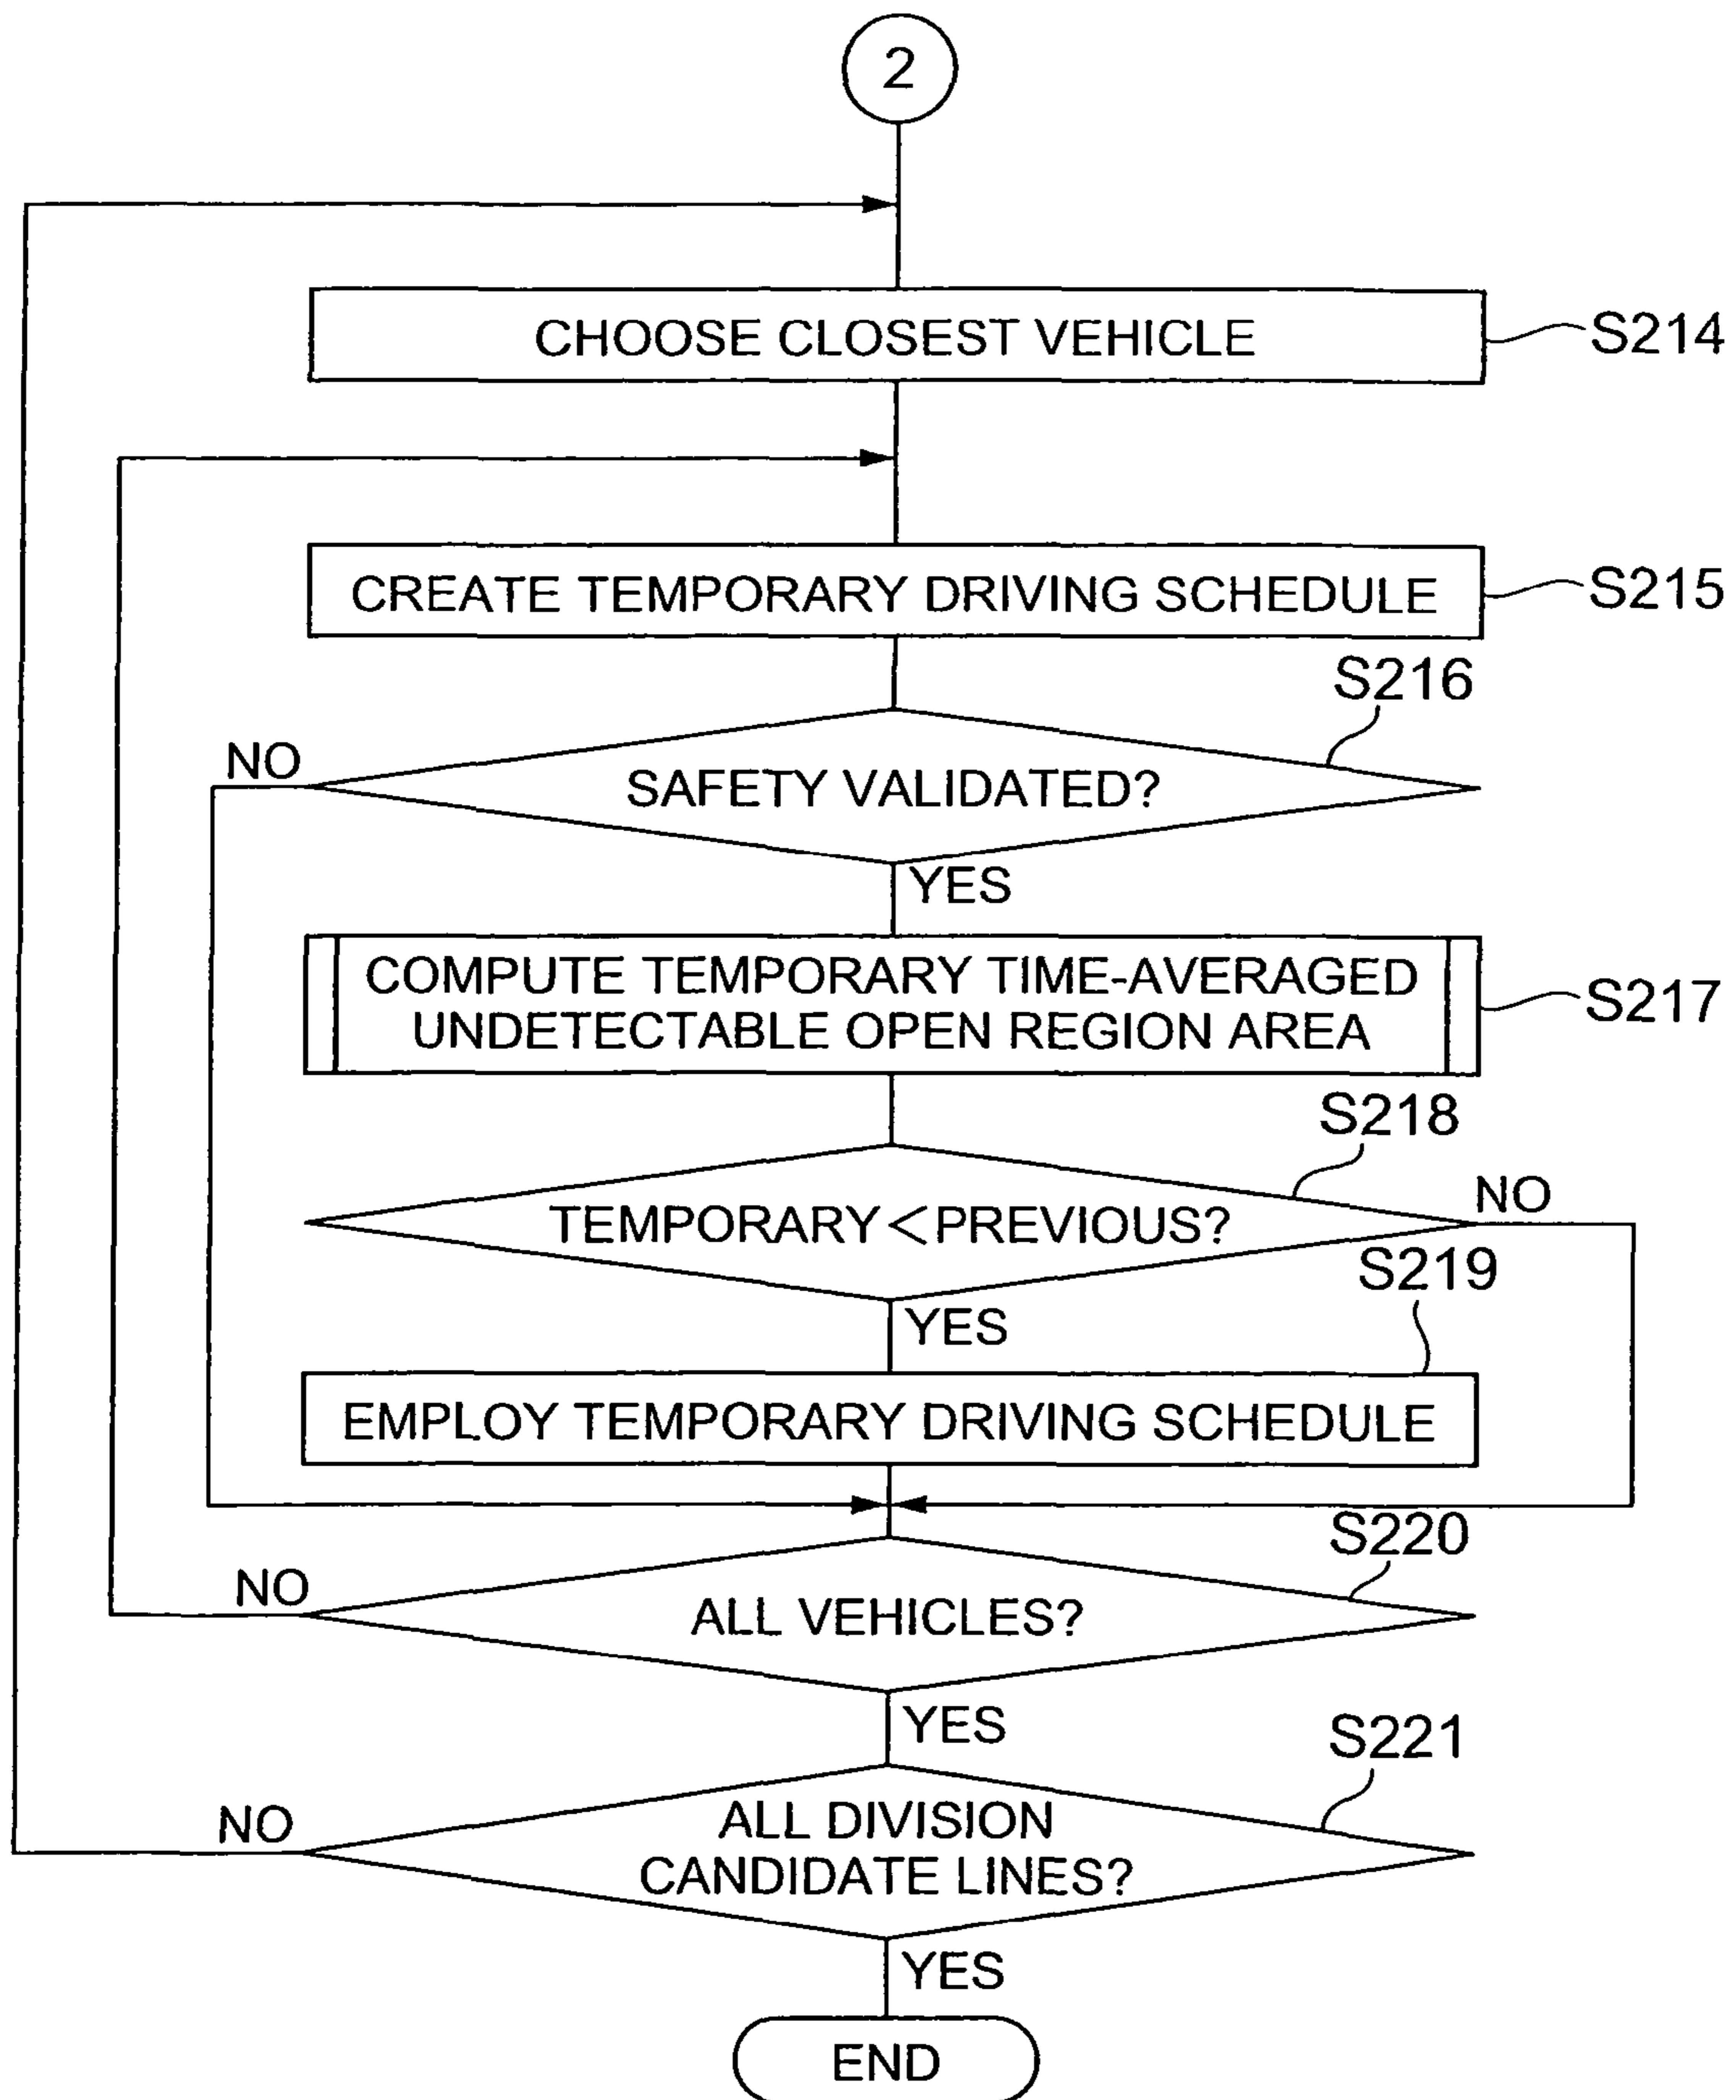 2
CHOOSE CLOSEST VEHICLE
S214
CREATE TEMPORARY DRIVING SCHEDULE
S215
S216
NO
SAFETY VALIDATED?
YES
COMPUTE TEMPORARY TIME-AVERAGED
UNDETECTABLE OPEN REGION AREA
S217
S218
NO
TEMPORARY<PREVIOUS?
S219
YES
EMPLOY TEMPORARY DRIVING SCHEDULE
S220
NO
ALL VEHICLES?
YES
S221
NO
ALL DIVISION
CANDIDATE LINES?
YES
END